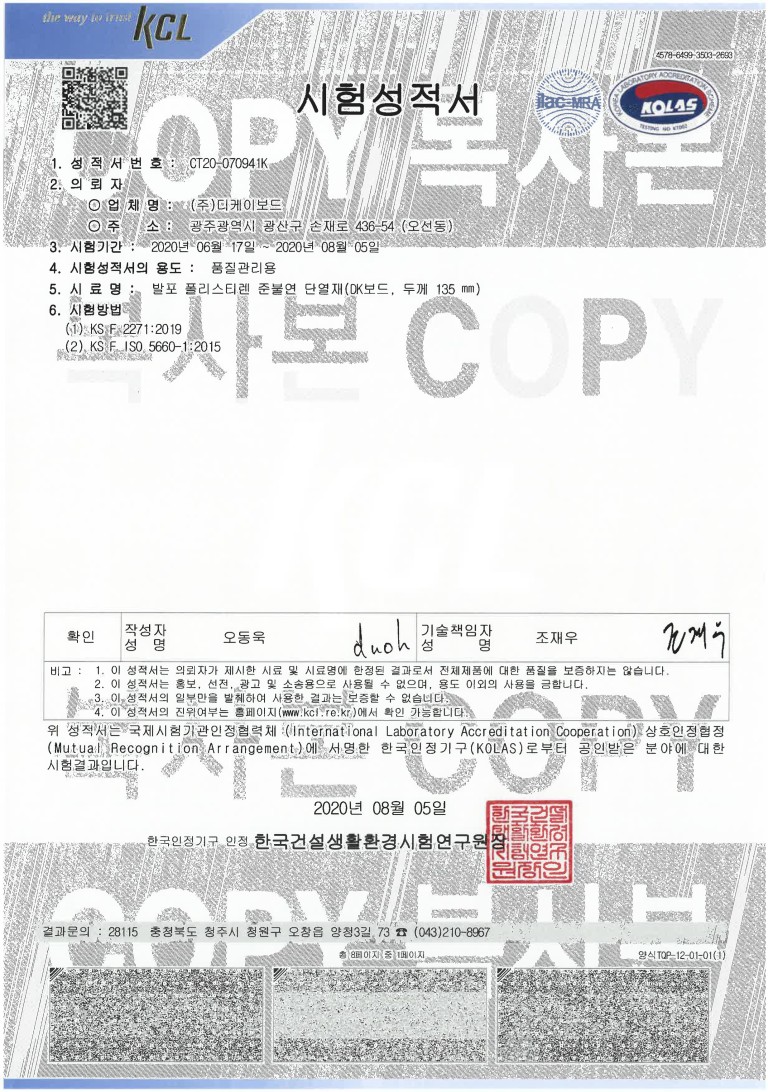 the way to trust KCL
4578-6499-3503-2693
COPY 복사본
시험성적서
ilac-MRA
KOLAS
1. 성 적 서 번 호 : CT20-070941K
2. 의 뢰 자
○ 업 체 명 : (주)디케이보드
○ 주 소 : 광주광역시 광산구 손재로 436-54 (오선동)
3. 시험기간 : 2020년 06월 17일 ~ 2020년 08월 05일
4. 시험성적서의 용도 : 품질관리용
5. 시 료 명 : 발포 폴리스티렌 준불연 단열재(DK보드, 두께 135 mm)
6. 시험방법
(1) KS F 2271:2019
(2) KS F ISO 5660-1:2015
복사본 COPY
확인
작성자
성 명
오동욱
duoh
기술책임자
성 명
조재우
비고 : 1. 이 성적서는 의뢰자가 제시한 시료 및 시료명에 한정된 결과로서 전체제품에 대한 품질을 보증하지는 않습니다.
2. 이 성적서는 홍보, 선전, 광고 및 소송용으로 사용될 수 없으며, 용도 이외의 사용을 금합니다.
3. 이 성적서의 일부만을 발췌하여 사용한 결과는 보증할 수 없습니다.
4. 이 성적서의 진위여부는 홈페이지(www.kcl.re.kr)에서 확인 가능합니다.
복사본 COPY
위 성적서는 국제시험기관인정협력체 (International Laboratory Accreditation Cooperation) 상호인정협정
(Mutual Recognition Arrangement)에 서명한 한국인정기구(KOLAS)로부터 공인받은 분야에 대한
시험결과입니다.
2020년 08월 05일
한국인정기구 인정 한국건설생활환경시험연구원장
COPY 복사본
결과문의 : 28115 충청북도 청주시 청원구 오창읍 양청3길 73 ☎ (043)210-8967
총 8페이지 중 1페이지
양식TQP-12-01-01(1)